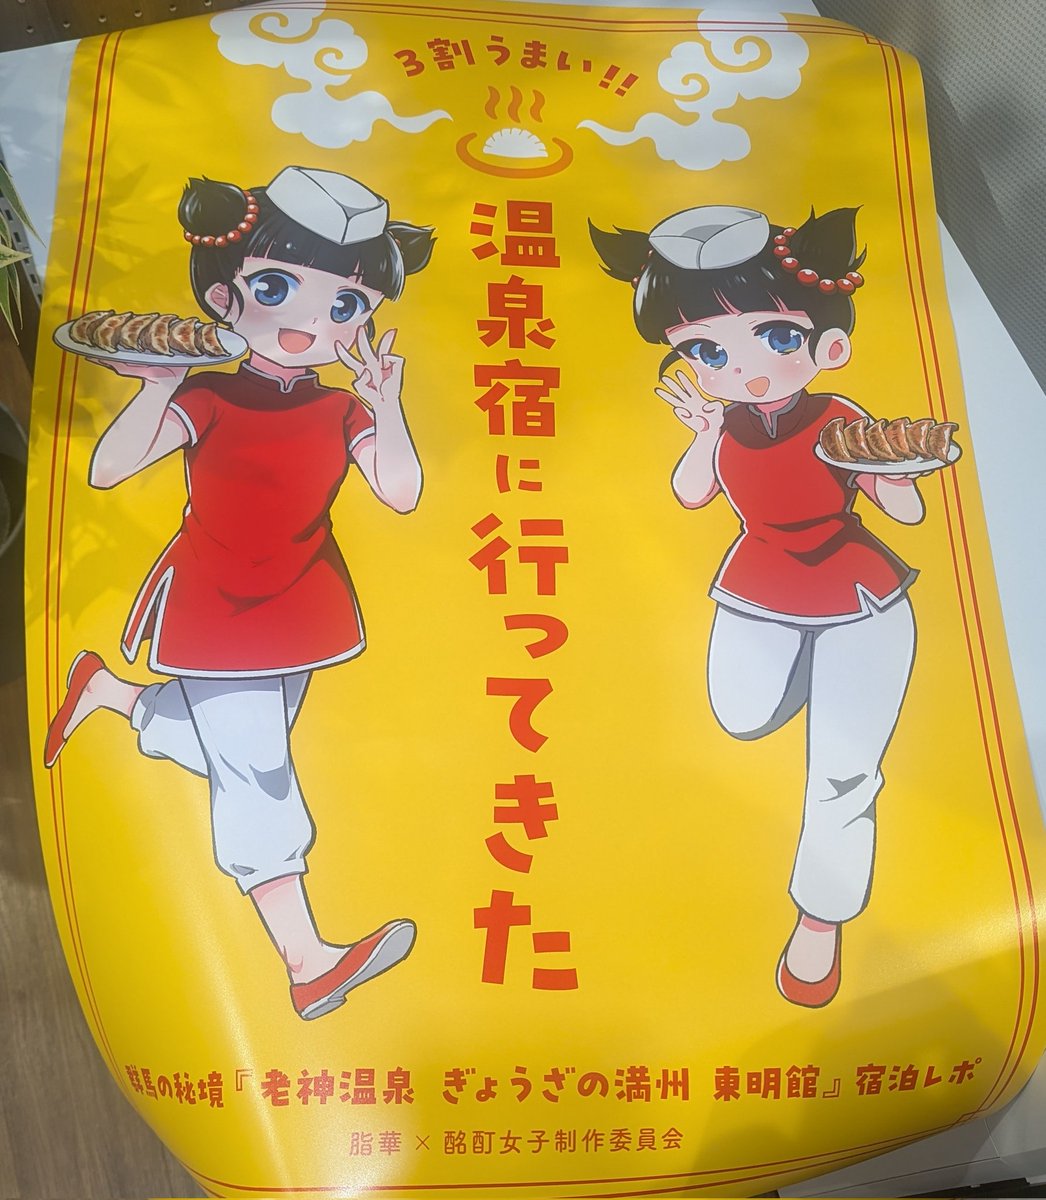 3割うまい!!
温泉宿に行ってきた
群馬の秘境『老神温泉 ぎょうざの満州 東明館』宿泊レポ
脂華 × 酩酊女子制作委員会